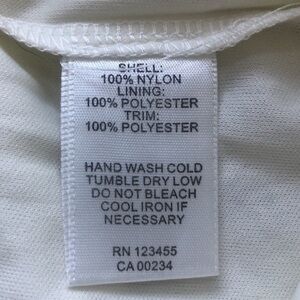 SHELL:
100% NYLON
LINING:
100% POLYESTER
TRIM:
100% POLYESTER
HAND WASH COLD
TUMBLE DRY LOW
DO NOT BLEACH
COOL IRON IF
NECESSARY
RN 123455
CA 00234